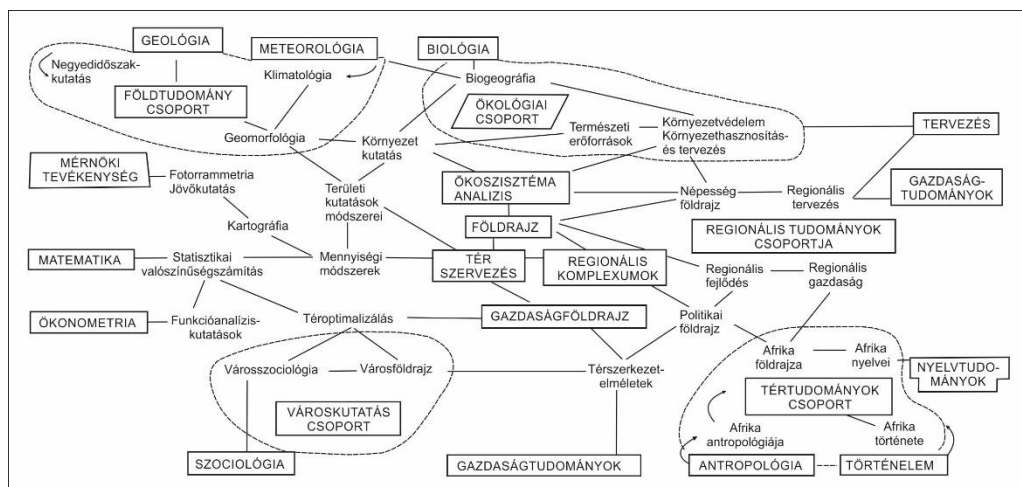 GEOLÓGIA
METEOROLÓGIA
BIOLÓGIA
Negyedidőszak-
kutatás
Klimatológia
Biogeográfia
FÖLDTUDOMÁNY
CSOPORT
ÖKOLÓGIAI
CSOPORT
Geomorfológia
Környezet
kutatás
Természeti
erőforrások
Környezetvédelem
Környezethasznosítás-
és tervezés
TERVEZÉS
MÉRNÖKI
TEVÉKENYSÉG
Fotorrammetria
Jövőkutatás
Területi
kutatások
módszerei
ÖKOSZISZTÉMA
ANALIZIS
Népesség
földrajz
Regionális
tervezés
GAZDASÁG-
TUDOMÁNYOK
Kartográfia
FÖLDRAJZ
REGIONÁLIS TUDOMÁNYOK
CSOPORTJA
MATEMATIKA
Statisztikai
valószínűségszámítás
Mennyiségi
módszerek
TÉR
SZERVEZÉS
REGIONÁLIS
KOMPLEXUMOK
Regionális
fejlődés
Regionális
gazdaság
ÖKONOMETRIA
Funkcióanalízis-
kutatások
Téroptimalizálás
GAZDASÁGFÖLDRAJZ
Politikai
földrajz
Városszociológia
Városföldrajz
Térszerkezet-
elméletek
Afrika
földrajza
Afrika
nyelvei
NYELVTUDO-
MÁNYOK
VÁROSKUTATÁS
CSOPORT
TÉRTUDOMÁNYOK
CSOPORT
Afrika
antropológiája
Afrika
története
SZOCIOLÓGIA
GAZDASÁGTUDOMÁNYOK
ANTROPOLÓGIA
TÖRTÉNELEM